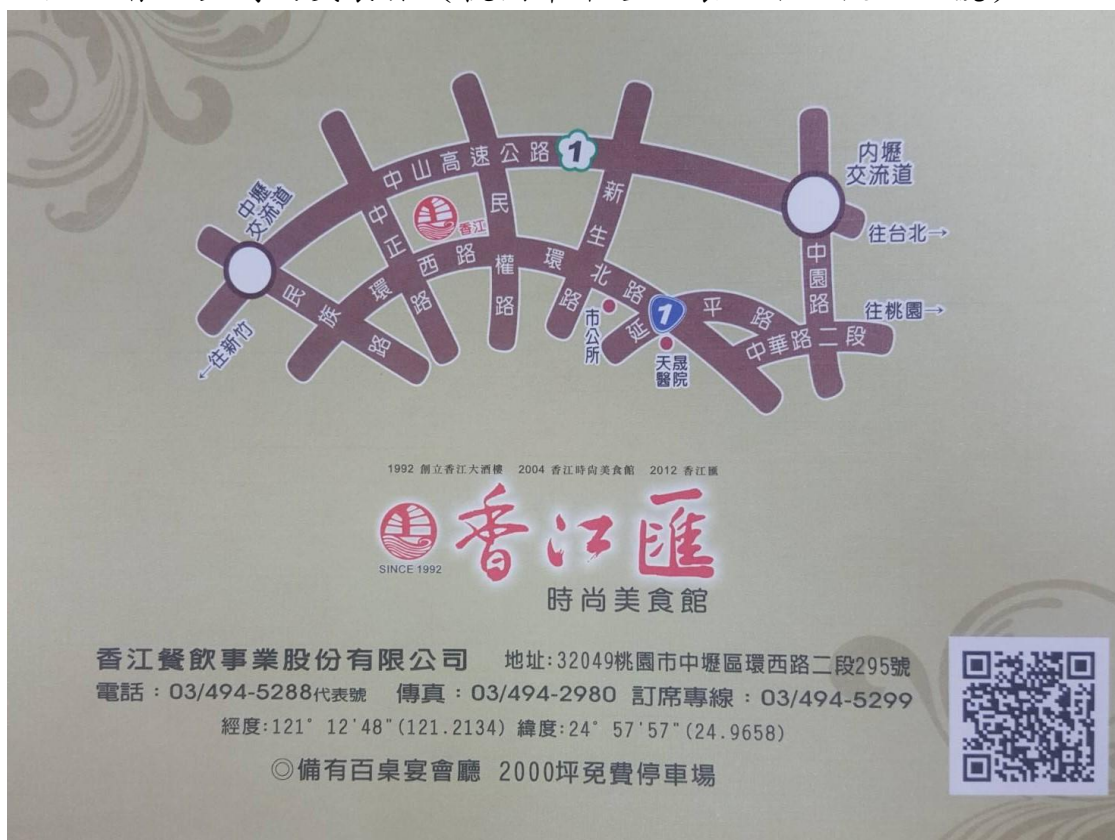 中山高速公路 1
內壢
交流道
中壢
交流道
往台北→
往桃園→
←往新竹
香江
中正路
民權路
新生路
中園路
民族路
環西路
環北路
延平路
1
中華路二段
市公所
天晟
醫院
1992 創立香江大酒樓 2004 香江時尚美食館 2012 香江匯
香江匯
SINCE 1992
時尚美食館
香江餐飲事業股份有限公司 地址:32049桃園市中壢區環西路二段295號
電話:03/494-5288代表號 傳真:03/494-2980 訂席專線:03/494-5299
經度:121° 12'48"(121.2134) 緯度:24° 57'57"(24.9658)
◎備有百桌宴會廳 2000坪免費停車場